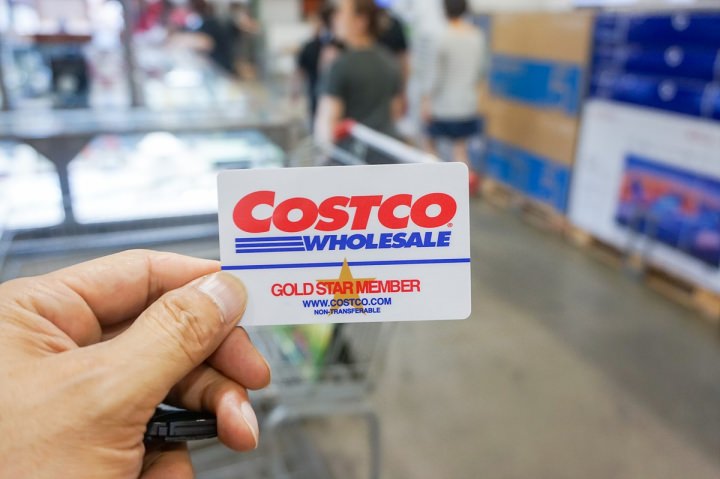 COSTCO®
WHOLESALE
GOLD STAR MEMBER
WWW.COSTCO.COM
NON-TRANSFERABLE